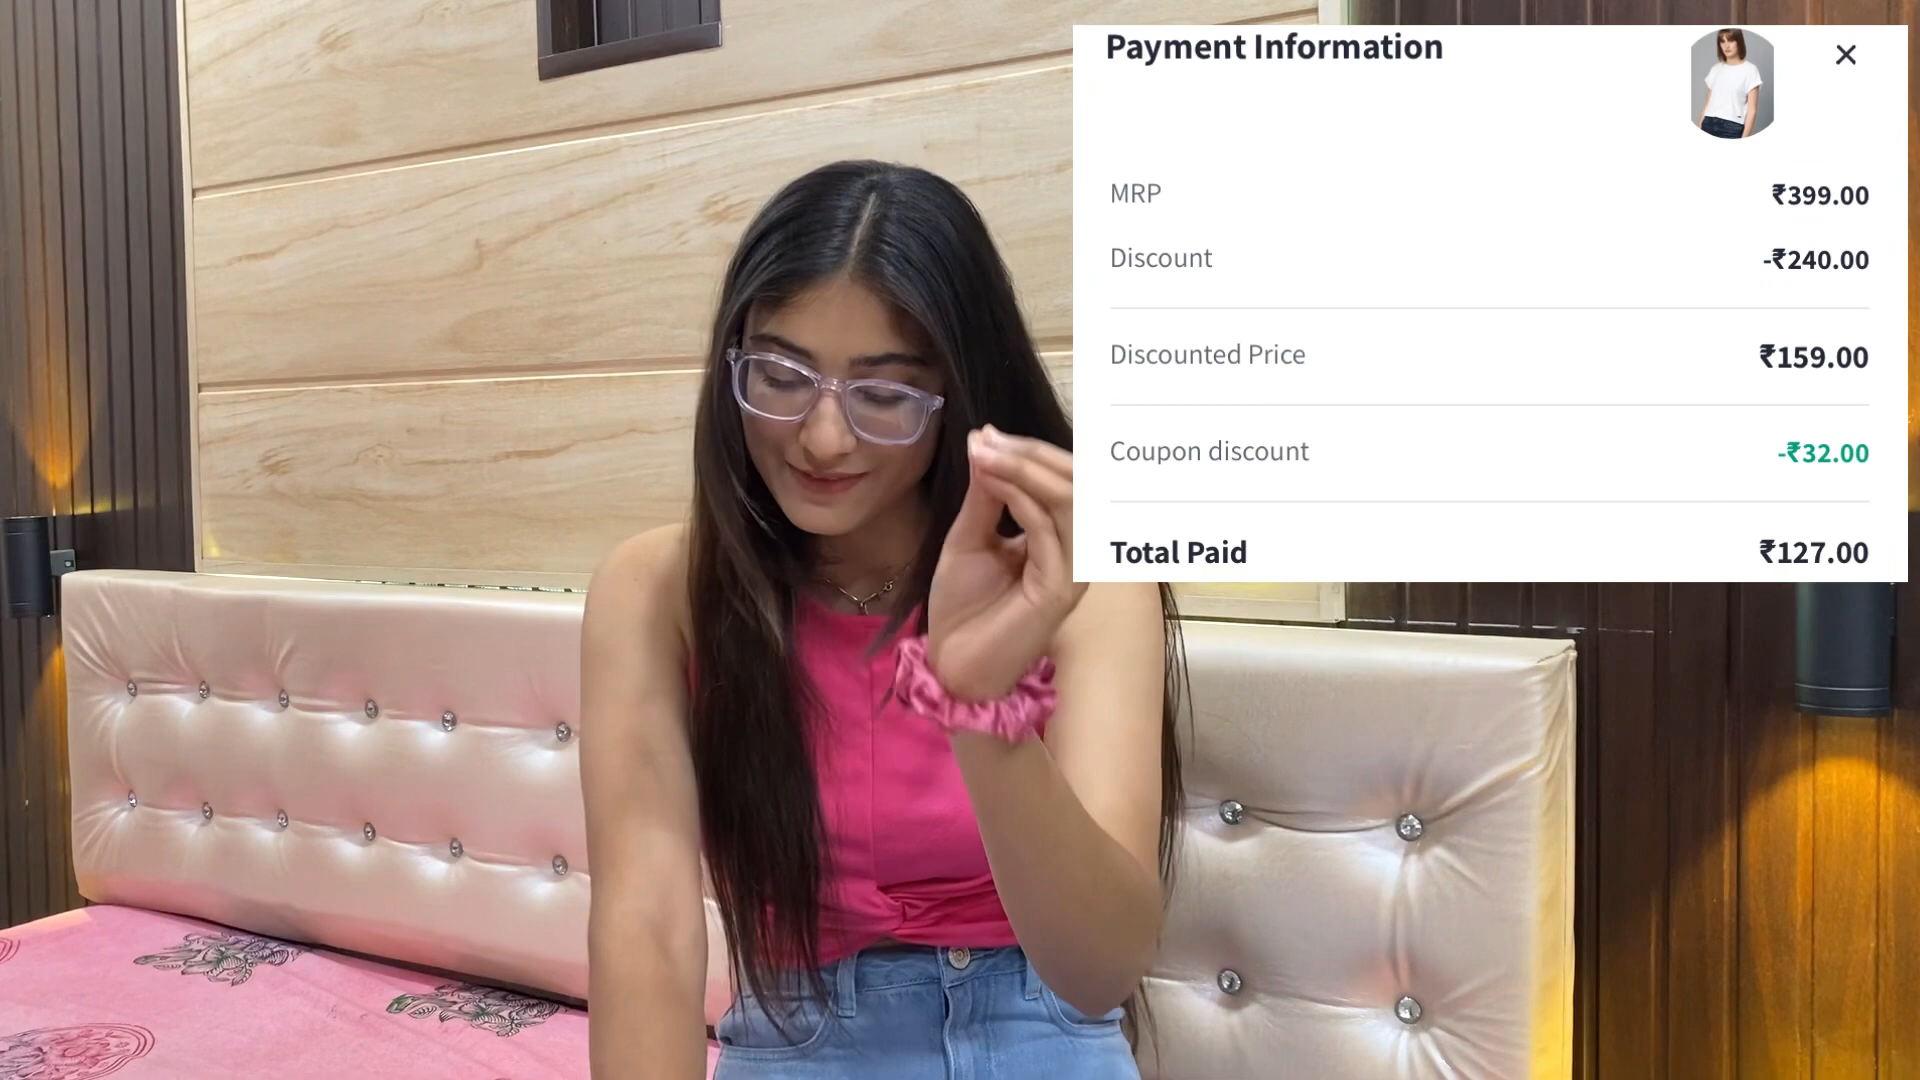 Payment Information
MRP ₹399.00
Discount -₹240.00
Discounted Price ₹159.00
Coupon discount -₹32.00
Total Paid ₹127.00